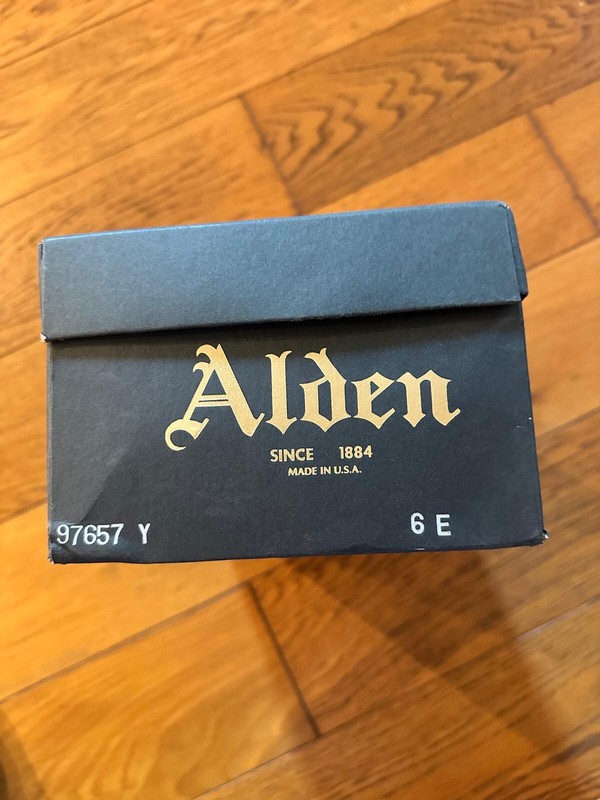 Alden
SINCE 1884
MADE IN U.S.A.
97657 Y 6 E